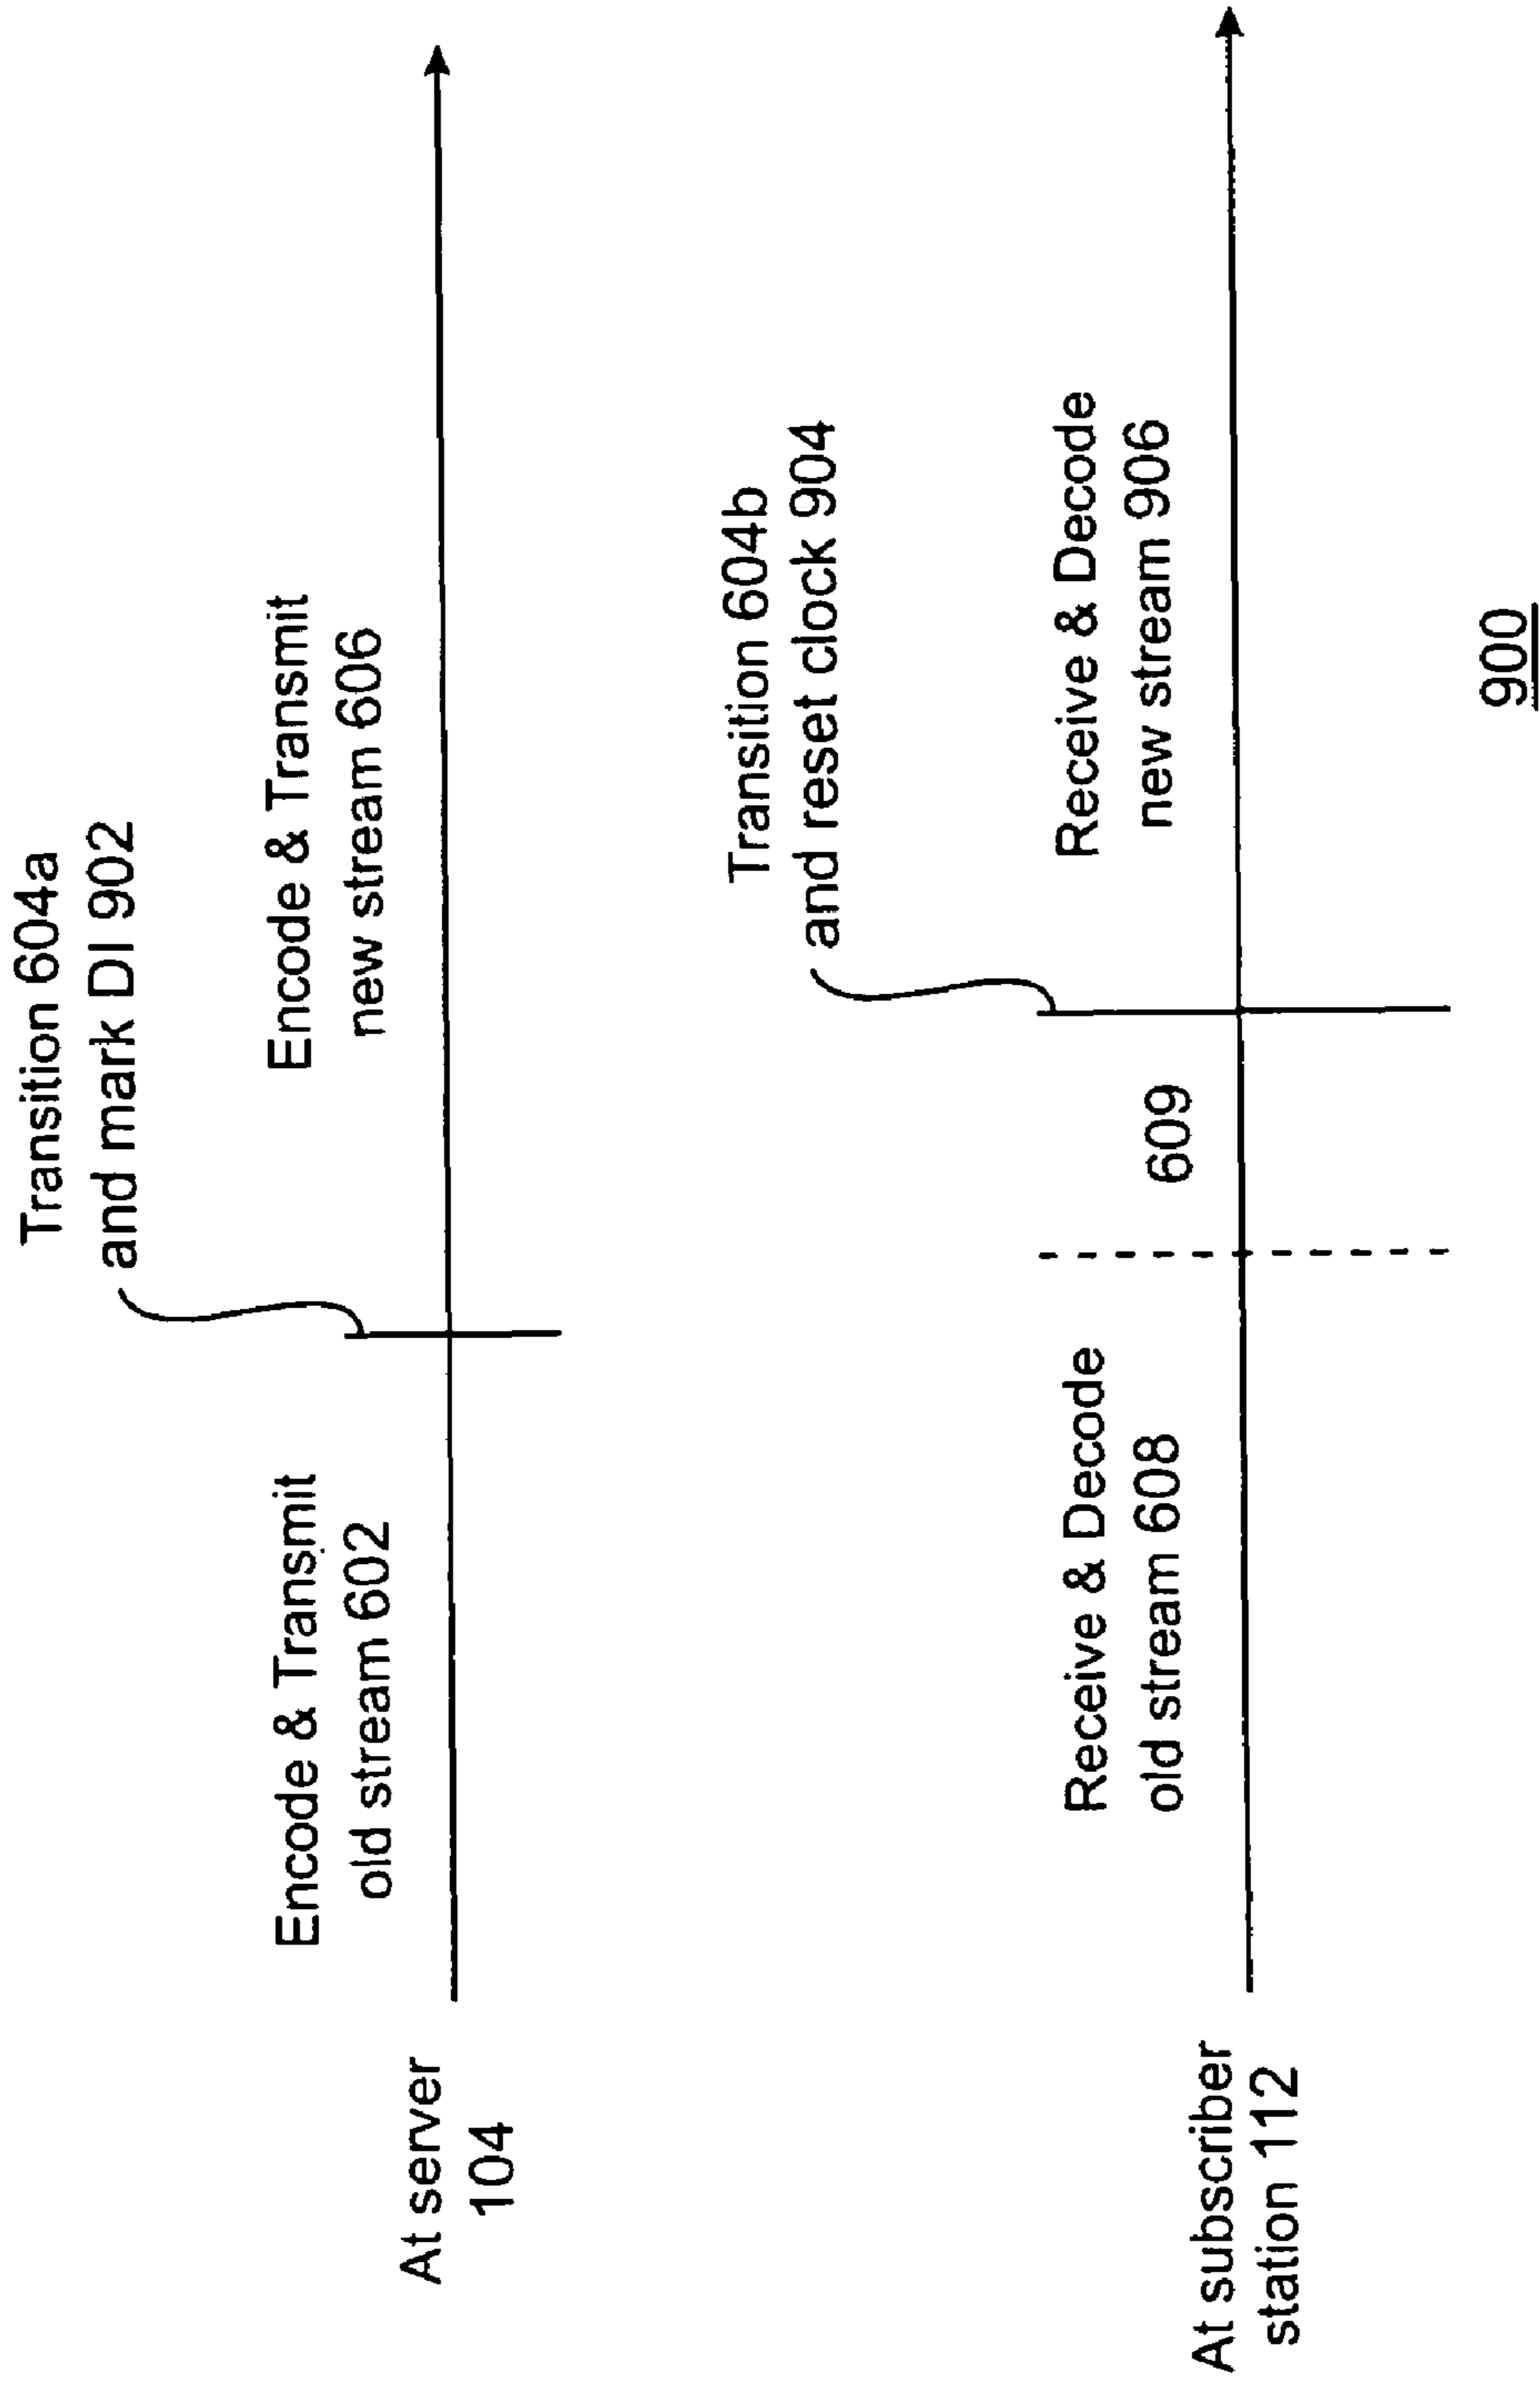 Transition 604a
and mark DI 902
Encode & Transmit
old stream 602
Encode & Transmit
new stream 606
At server
104
Transition 604b
and reset clock 904
Receive & Decode
old stream 608
609
Receive & Decode
new stream 906
At subscriber
station 112
900